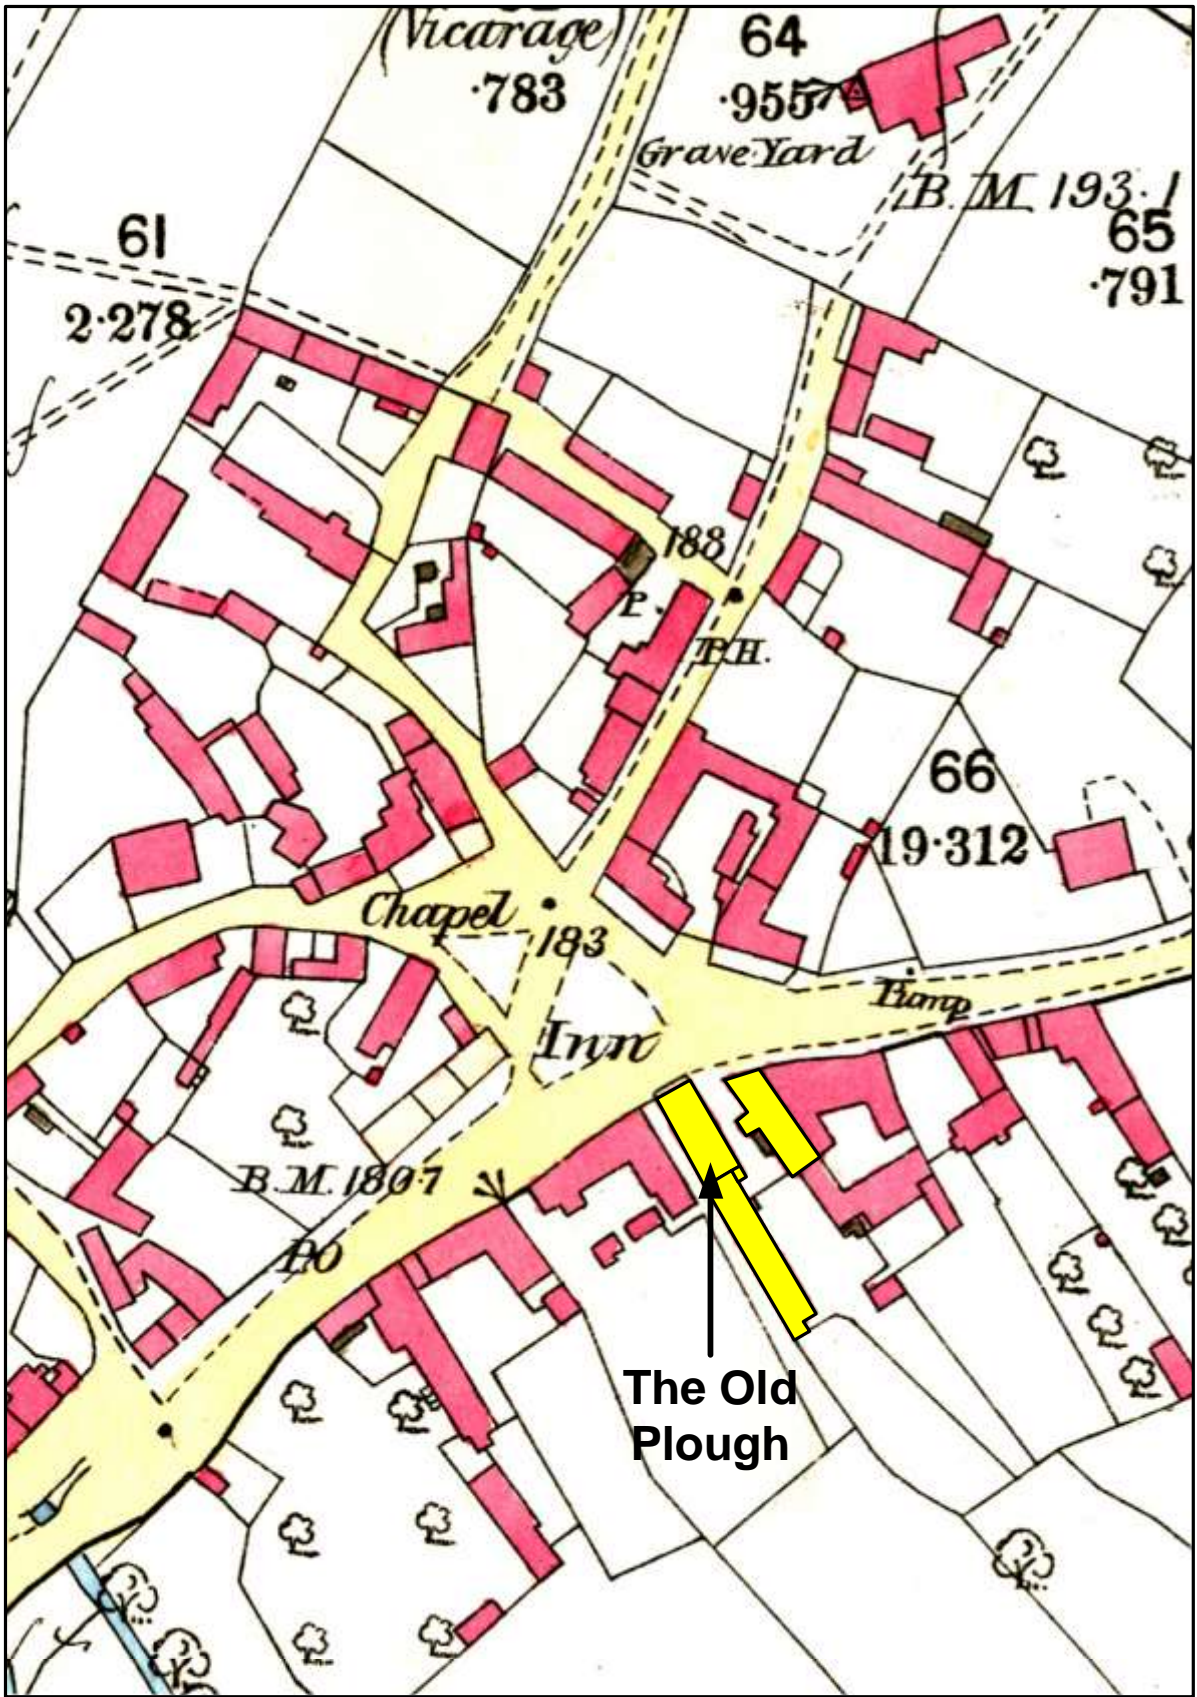 (Vicarage)
·783
64
·955
Grave Yard
B.M. 193·1
65
·791
61
2·278
188
P.
P.H.
66
19·312
Chapel
183
Pump
Inn
B.M. 180·7
P.O
The Old
Plough